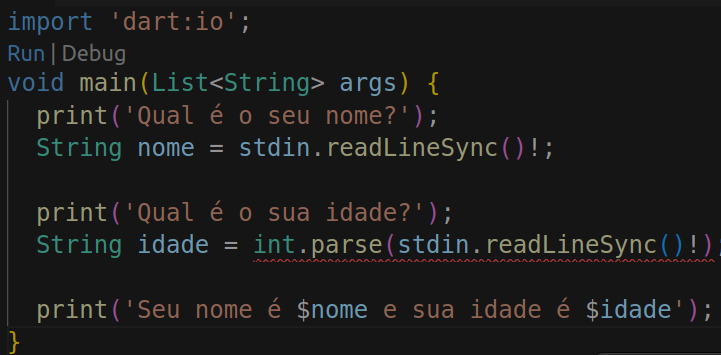 import 'dart:io';
Run | Debug
void main(List<String> args) {
print('Qual é o seu nome?');
String nome = stdin.readLineSync()!;
print('Qual é o sua idade?');
String idade = int.parse(stdin.readLineSync()!);
print('Seu nome é $nome e sua idade é $idade');
}